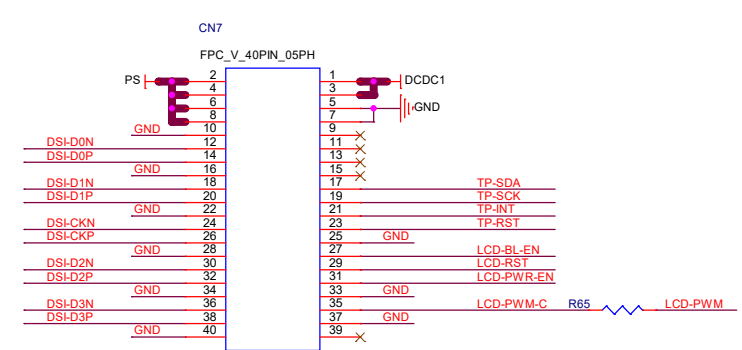 CN7
FPC_V_40PIN_05PH
PS 2 1 DCDC1
4 3
6 5 GND
8 7
GND 10 9
DSI-D0N 12 11
DSI-D0P 14 13
GND 16 15
DSI-D1N 18 17 TP-SDA
DSI-D1P 20 19 TP-SCK
GND 22 21 TP-INT
DSI-CKN 24 23 TP-RST
DSI-CKP 26 25 GND
GND 28 27 LCD-BL-EN
DSI-D2N 30 29 LCD-RST
DSI-D2P 32 31 LCD-PWR-EN
GND 34 33 GND
DSI-D3N 36 35 LCD-PWM-C R65 LCD-PWM
DSI-D3P 38 37 GND
GND 40 39